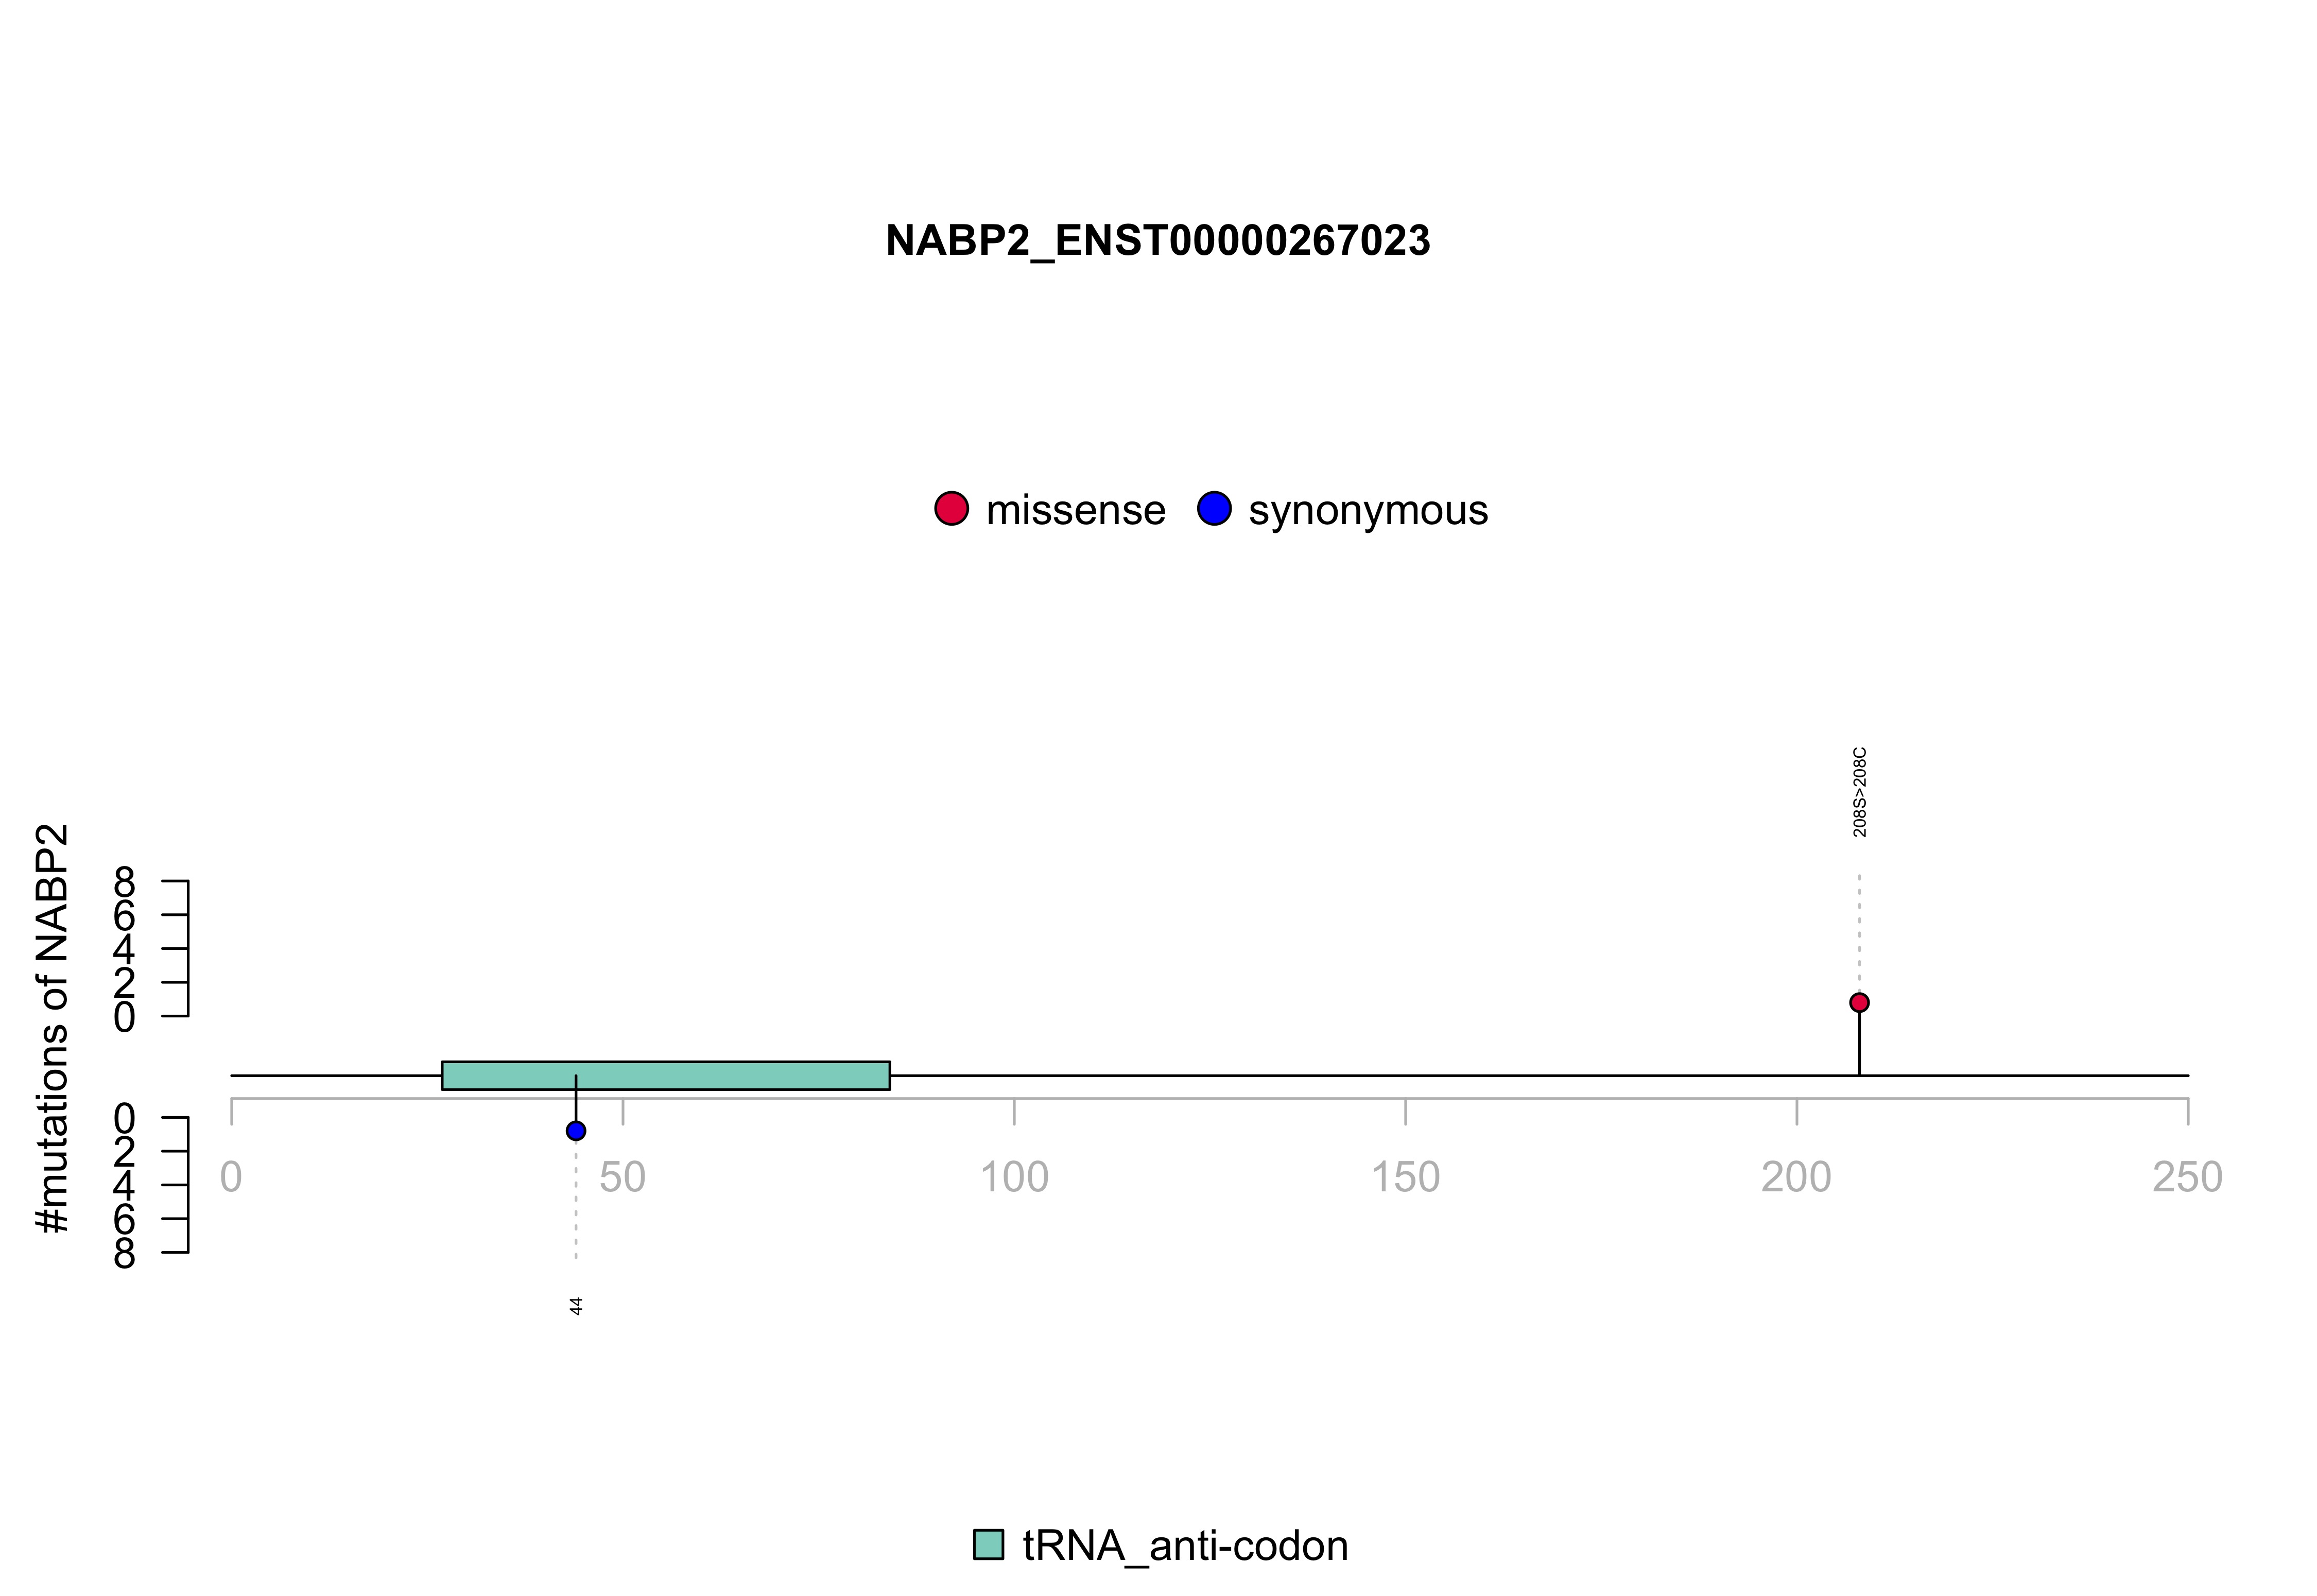 NABP2_ENST00000267023
missense synonymous
208S>208C
#mutations of NABP2
8
6
4
2
0
0
2
4
6
8
0 50 100 150 200 250
44
tRNA_anti-codon